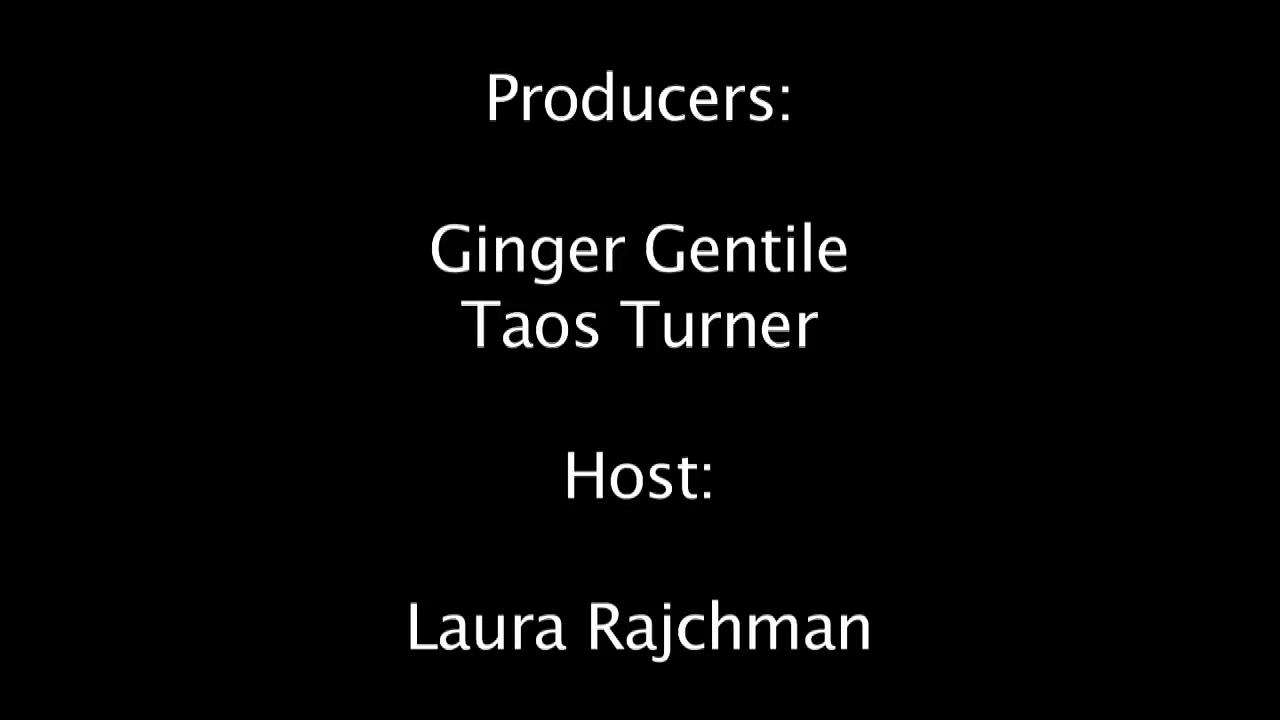 Producers:
Ginger Gentile
Taos Turner
Host:
Laura Rajchman